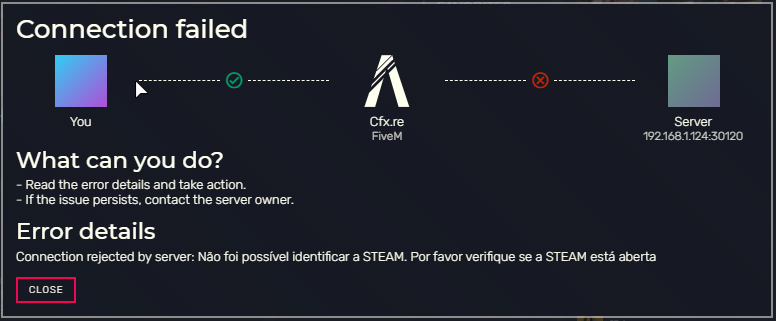 Connection failed
You
Cfx.re
Server
FiveM
192.168.1.124:30120
What can you do?
- Read the error details and take action.
- If the issue persists, contact the server owner.
Error details
Connection rejected by server: Não foi possível identificar a STEAM. Por favor verifique se a STEAM está aberta
CLOSE